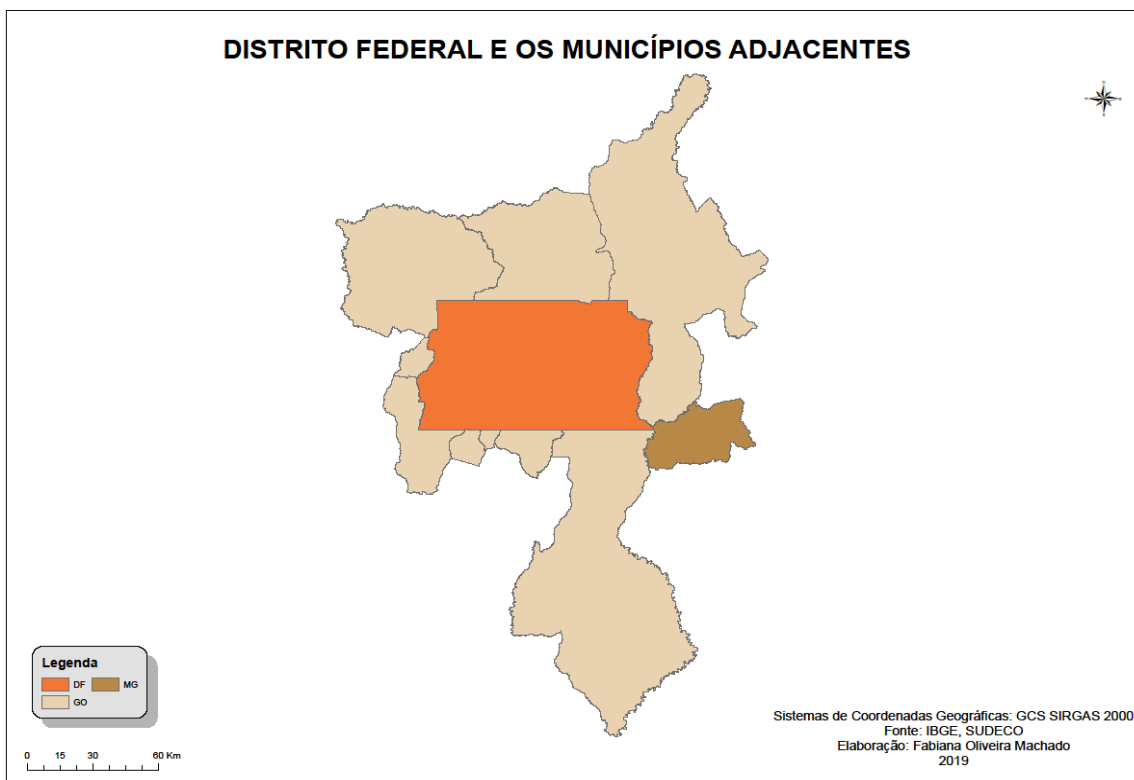 DISTRITO FEDERAL E OS MUNICÍPIOS ADJACENTES
Legenda
DF MG
GO
0 15 30 60 Km
Sistemas de Coordenadas Geográficas: GCS SIRGAS 2000
Fonte: IBGE, SUDECO
Elaboração: Fabiana Oliveira Machado
2019